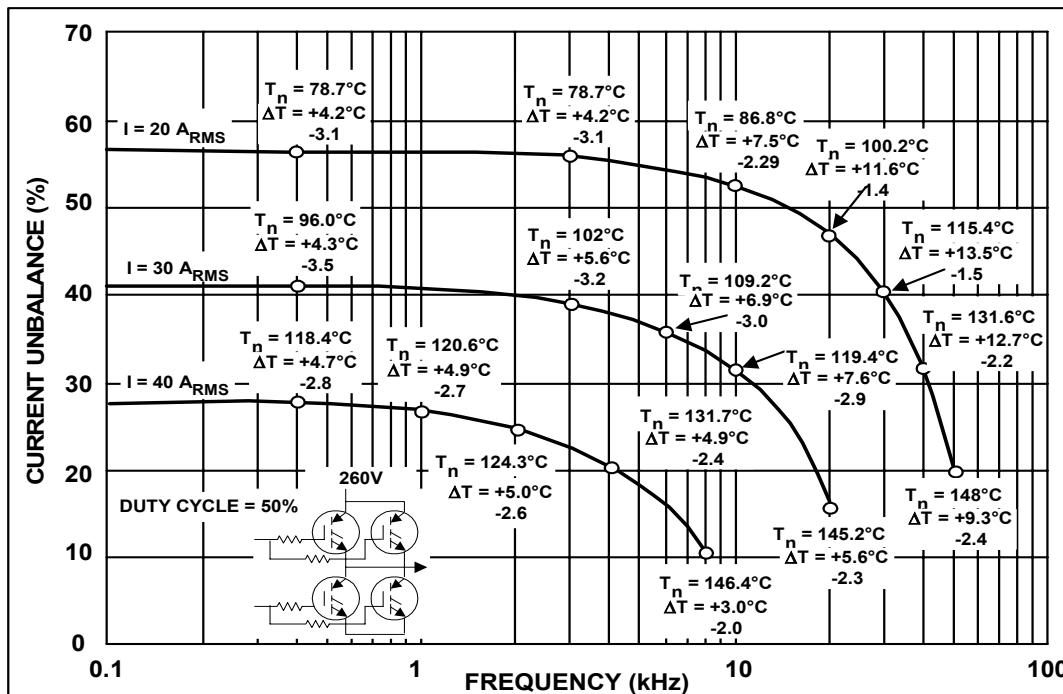 70
60
50
40
30
20
10
0
CURRENT UNBALANCE (%)
I = 20 ARMS
Tn = 78.7°C
ΔT = +4.2°C
-3.1
Tn = 78.7°C
ΔT = +4.2°C
-3.1
Tn = 86.8°C
ΔT = +7.5°C
-2.29
Tn = 100.2°C
ΔT = +11.6°C
-1.4
Tn = 115.4°C
ΔT = +13.5°C
-1.5
Tn = 131.6°C
ΔT = +12.7°C
-2.2
Tn = 148°C
ΔT = +9.3°C
-2.4
I = 30 ARMS
Tn = 96.0°C
ΔT = +4.3°C
-3.5
Tn = 102°C
ΔT = +5.6°C
-3.2
Tn = 109.2°C
ΔT = +6.9°C
-3.0
Tn = 119.4°C
ΔT = +7.6°C
-2.9
Tn = 145.2°C
ΔT = +5.6°C
-2.3
I = 40 ARMS
Tn = 118.4°C
ΔT = +4.7°C
-2.8
Tn = 120.6°C
ΔT = +4.9°C
-2.7
Tn = 124.3°C
ΔT = +5.0°C
-2.6
Tn = 131.7°C
ΔT = +4.9°C
-2.4
Tn = 146.4°C
ΔT = +3.0°C
-2.0
260V
DUTY CYCLE = 50%
0.1
1
10
100
FREQUENCY (kHz)